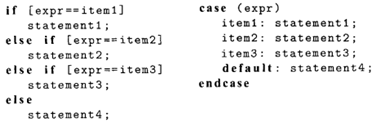 if [expr==item1]
   statement1;
else if [expr==item2]
   statement2;
else if [expr==item3]
   statement3;
else
   statement4;
case (expr)
   item1: statement1;
   item2: statement2;
   item3: statement3;
   default: statement4;
endcase